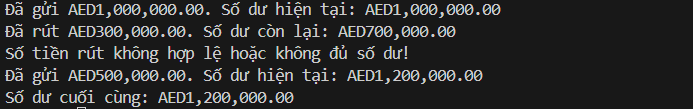 Đã gửi AED1,000,000.00. Số dư hiện tại: AED1,000,000.00
Đã rút AED300,000.00. Số dư còn lại: AED700,000.00
Số tiền rút không hợp lệ hoặc không đủ số dư!
Đã gửi AED500,000.00. Số dư hiện tại: AED1,200,000.00
Số dư cuối cùng: AED1,200,000.00